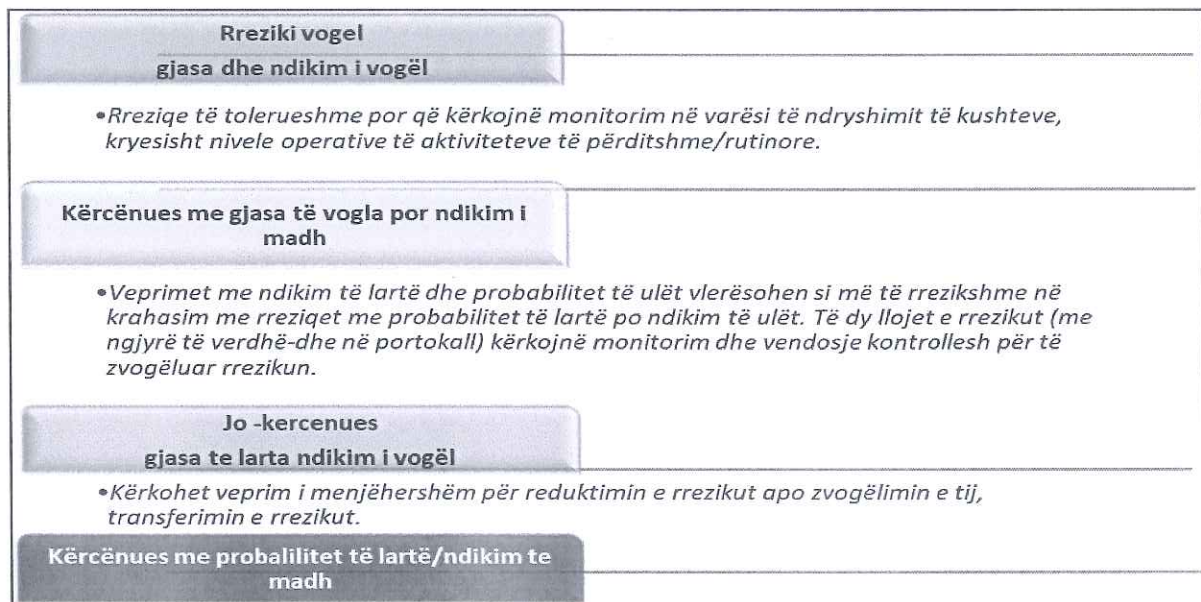 Rreziki vogel
gjasa dhe ndikim i vogël
•Rreziqe të tolerueshme por që kërkojnë monitorim në varësi të ndryshimit të kushteve,
kryesisht nivele operative të aktiviteteve të përditshme/rutinore.
Kërcënues me gjasa të vogla por ndikim i
madh
•Veprimet me ndikim të lartë dhe probabilitet të ulët vlerësohen si më të rrezikshme në
krahasim me rreziqet me probabilitet të lartë po ndikim të ulët. Të dy llojet e rrezikut (me
ngjyrë të verdhë-dhe në portokall) kërkojnë monitorim dhe vendosje kontrollesh për të
zvogëluar rrezikun.
Jo -kercenues
gjasa te larta ndikim i vogël
•Kërkohet veprim i menjëhershëm për reduktimin e rrezikut apo zvogëlimin e tij,
transferimin e rrezikut.
Kërcënues me probalilitet të lartë/ndikim te
madh